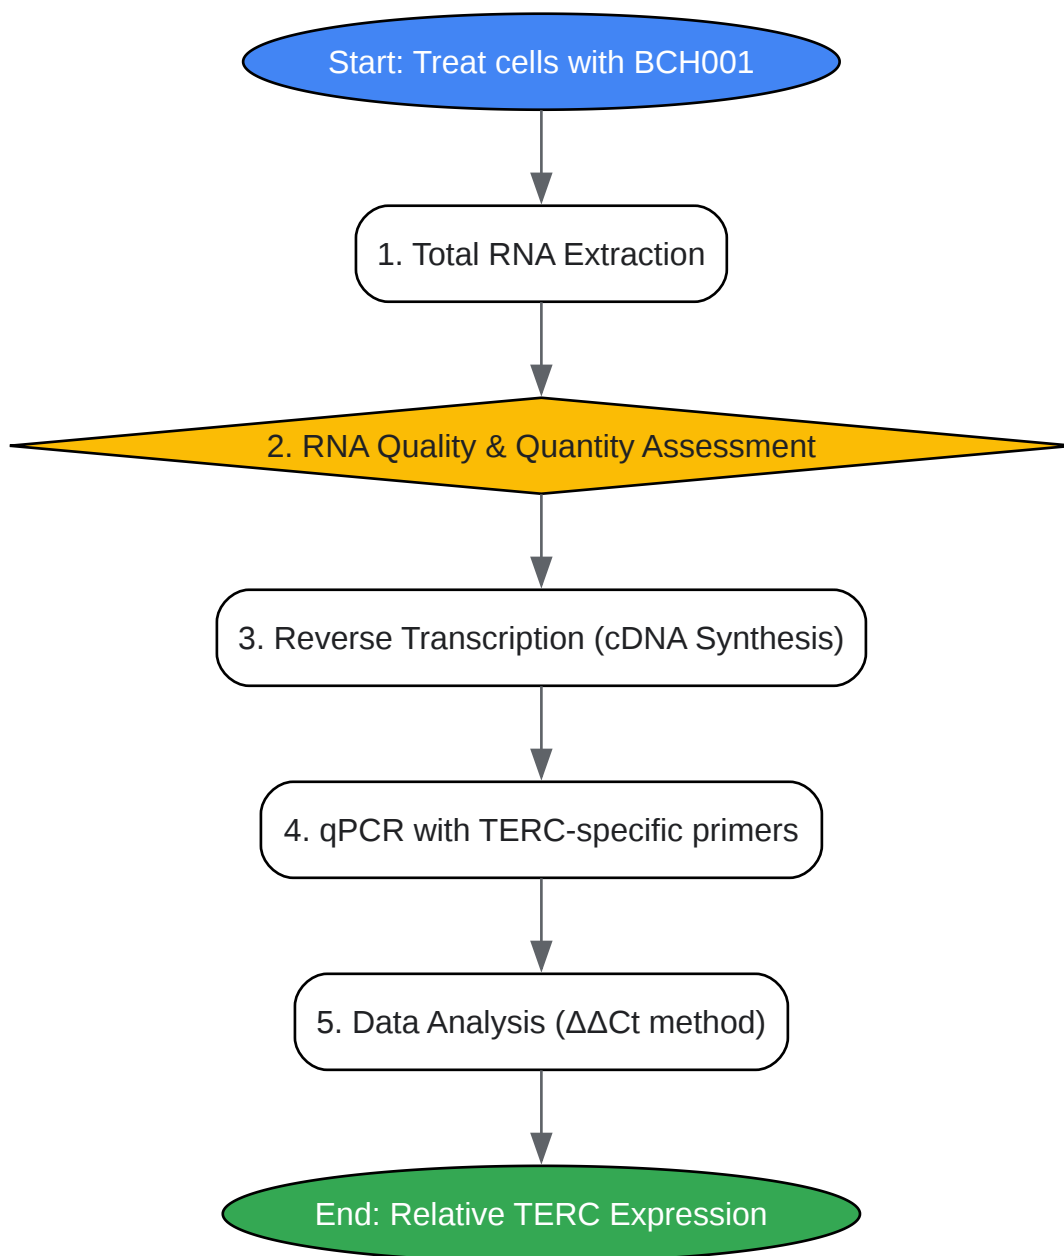 Start: Treat cells with BCH001
1. Total RNA Extraction
2. RNA Quality & Quantity Assessment
3. Reverse Transcription (cDNA Synthesis)
4. qPCR with TERC-specific primers
5. Data Analysis (ΔΔCt method)
End: Relative TERC Expression